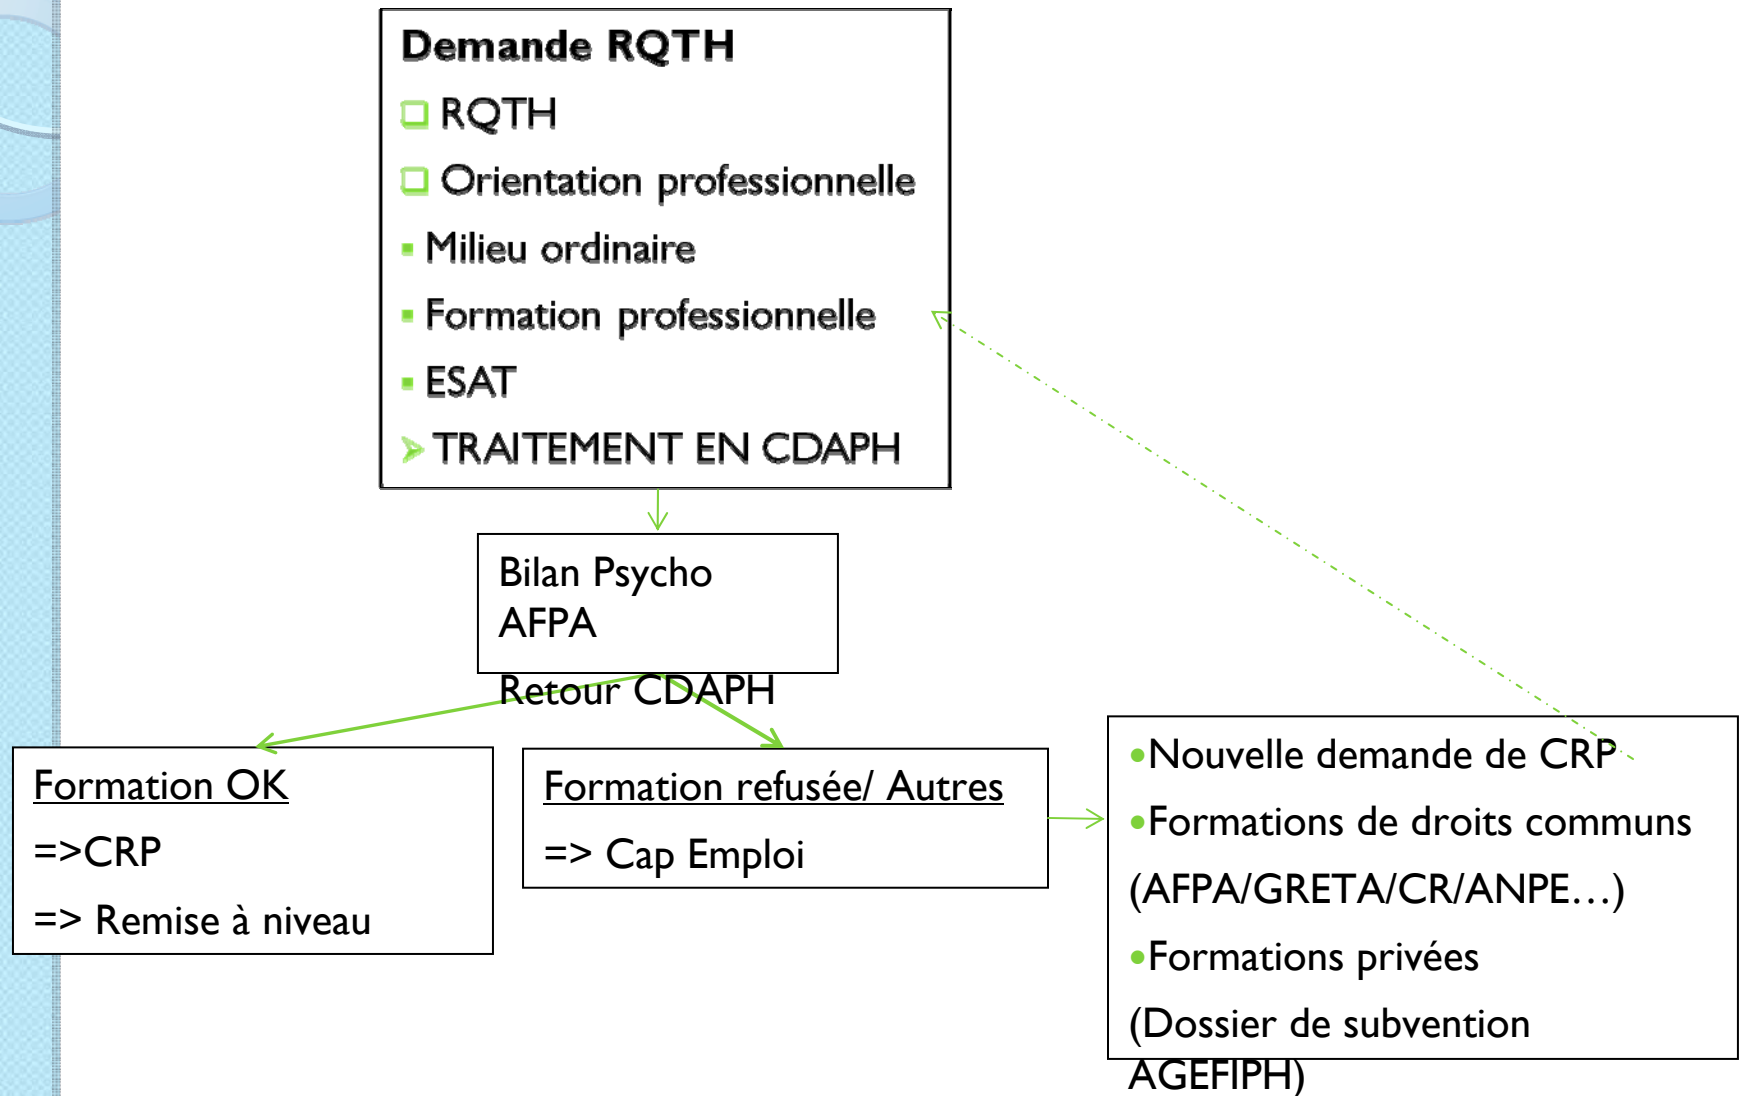 Demande RQTH
RQTH
Orientation professionnelle
Milieu ordinaire
Formation professionnelle
ESAT
TRAITEMENT EN CDAPH
Bilan Psycho
AFPA
Retour CDAPH
Formation OK
=>CRP
=> Remise à niveau
Formation refusée/ Autres
=> Cap Emploi
•Nouvelle demande de CRP
•Formations de droits communs
(AFPA/GRETA/CR/ANPE…)
•Formations privées
(Dossier de subvention
AGEFIPH)